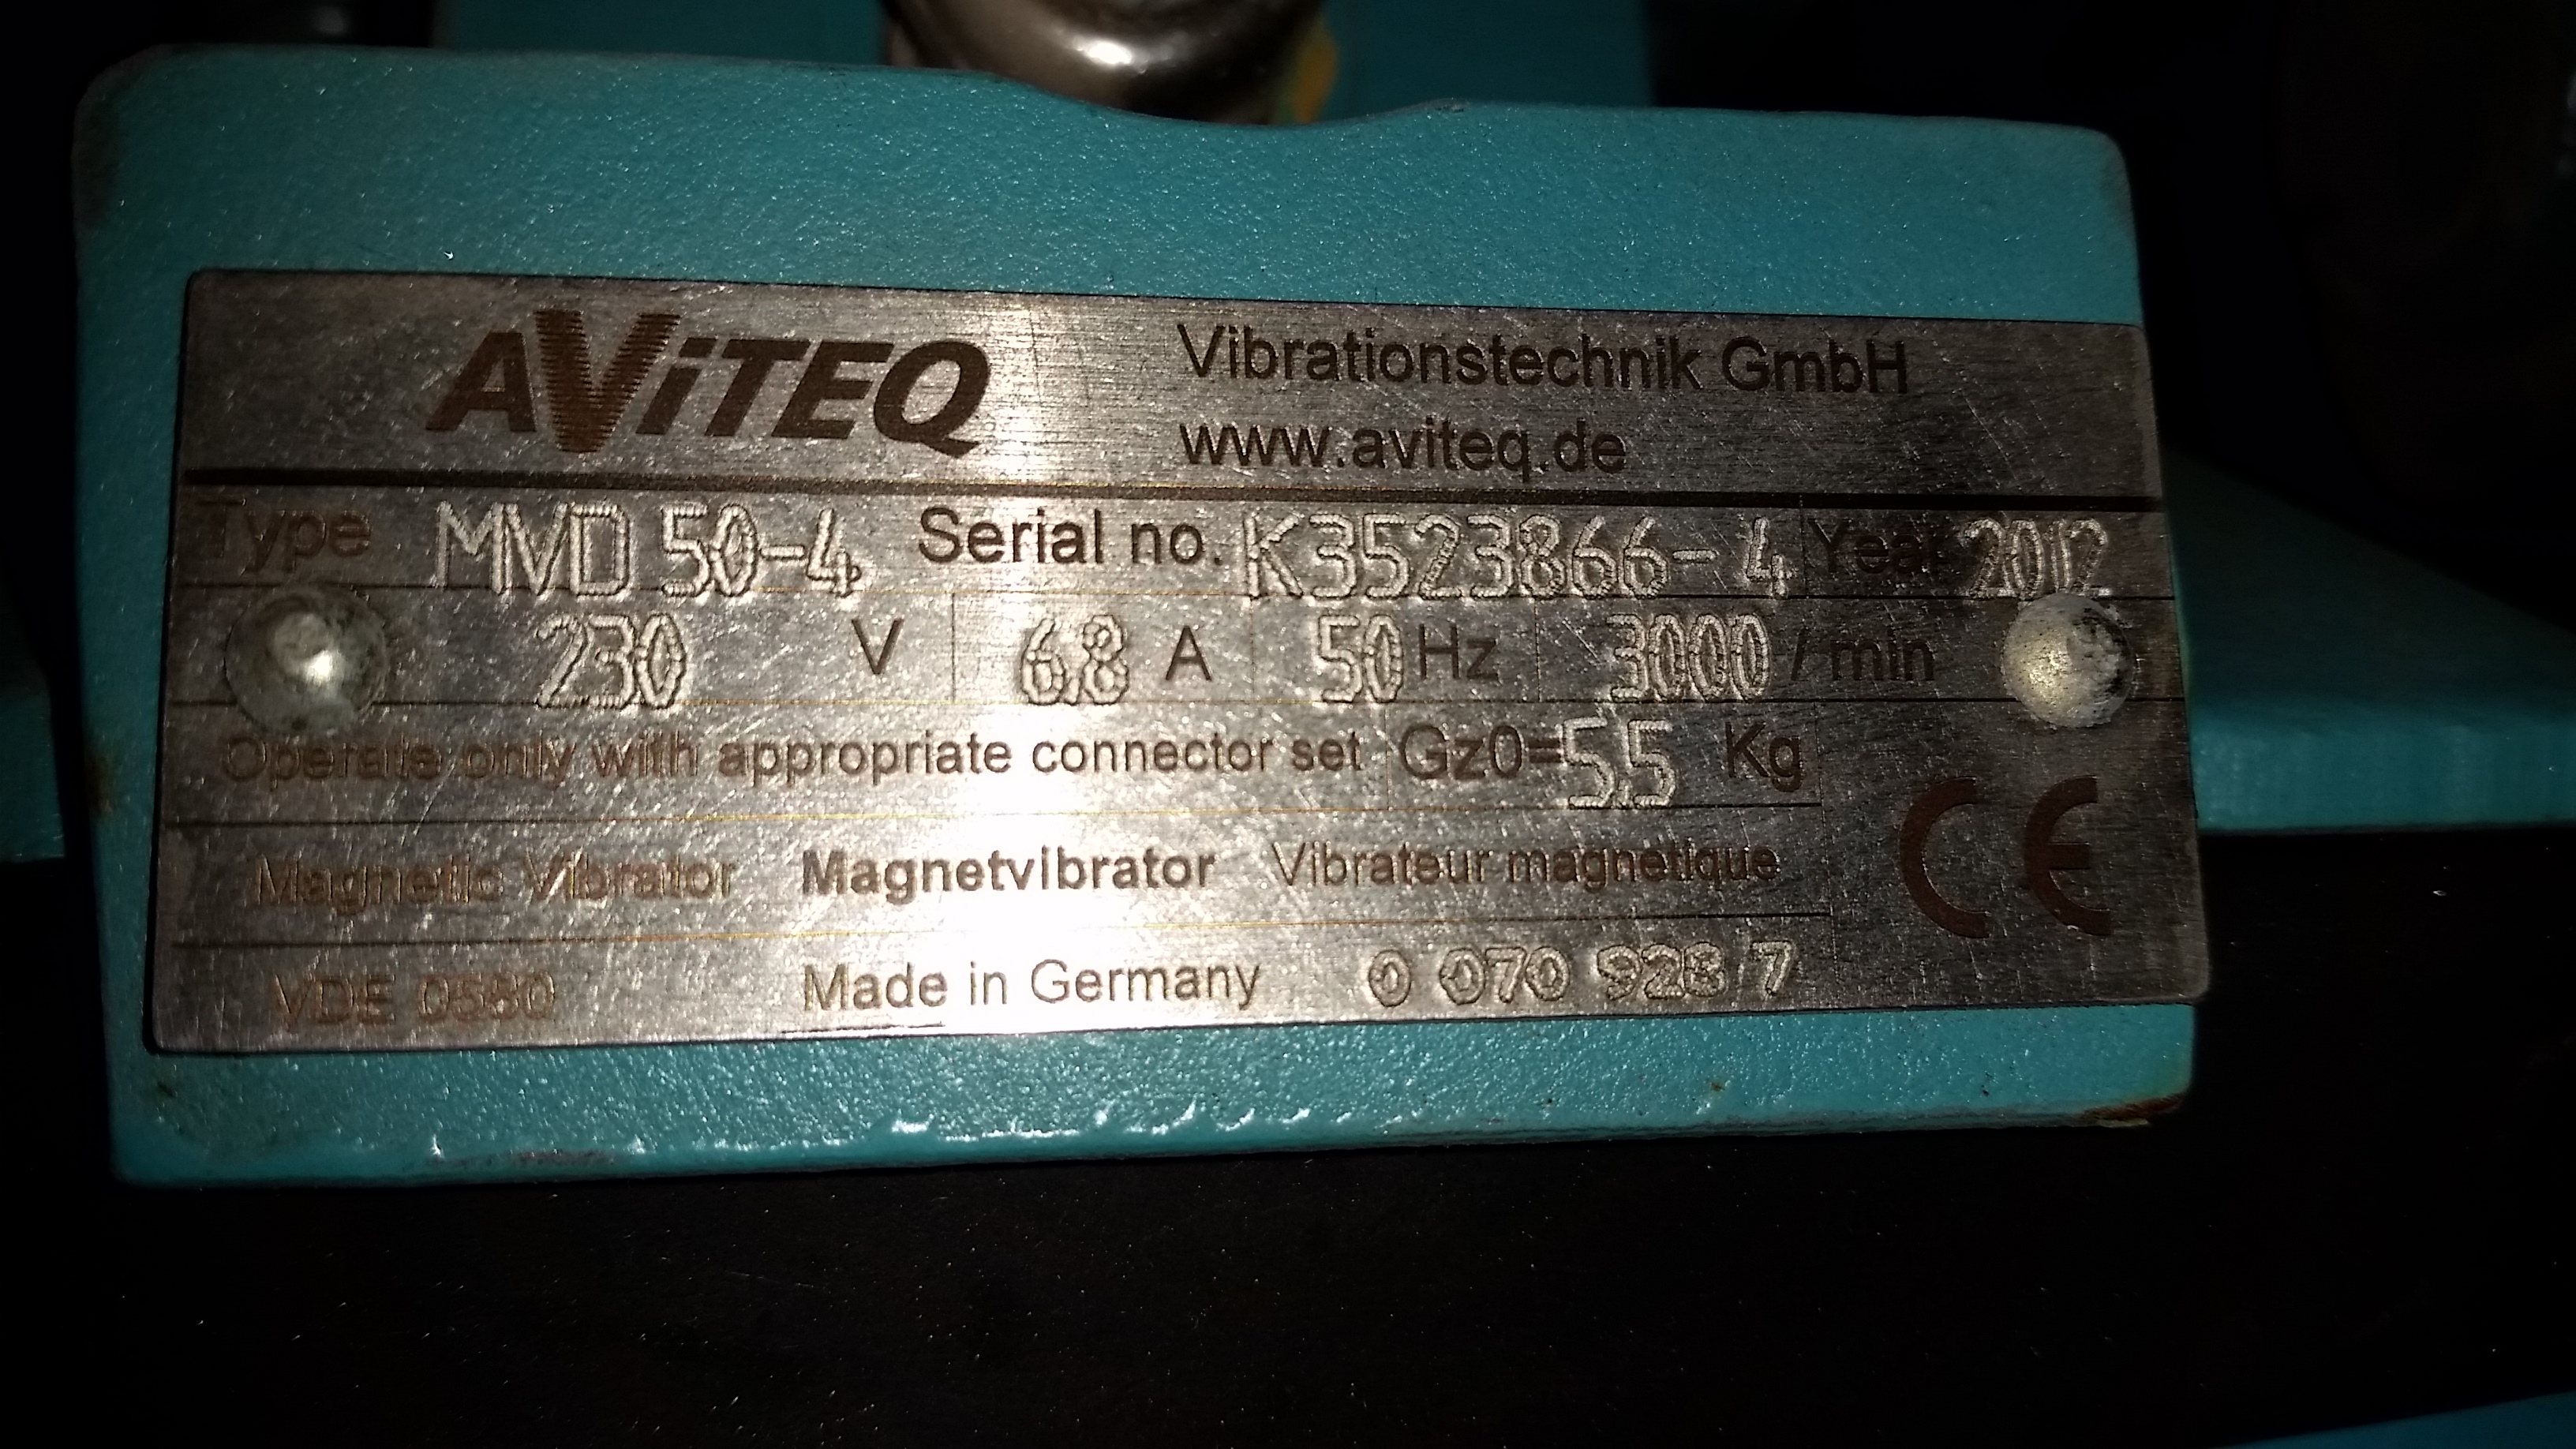 AViTEQ Vibrationstechnik GmbH
www.aviteq.de
Type MVD 50-4 Serial no. K3523866-4 Year 2012
230 V 6,8 A 50 Hz 3000 / min
Operate only with appropriate connector set Gz0= 5,5 Kg
Magnetic Vibrator Magnetvibrator Vibrateur magnétique
CE
VDE 0580 Made in Germany 0 070 928/7